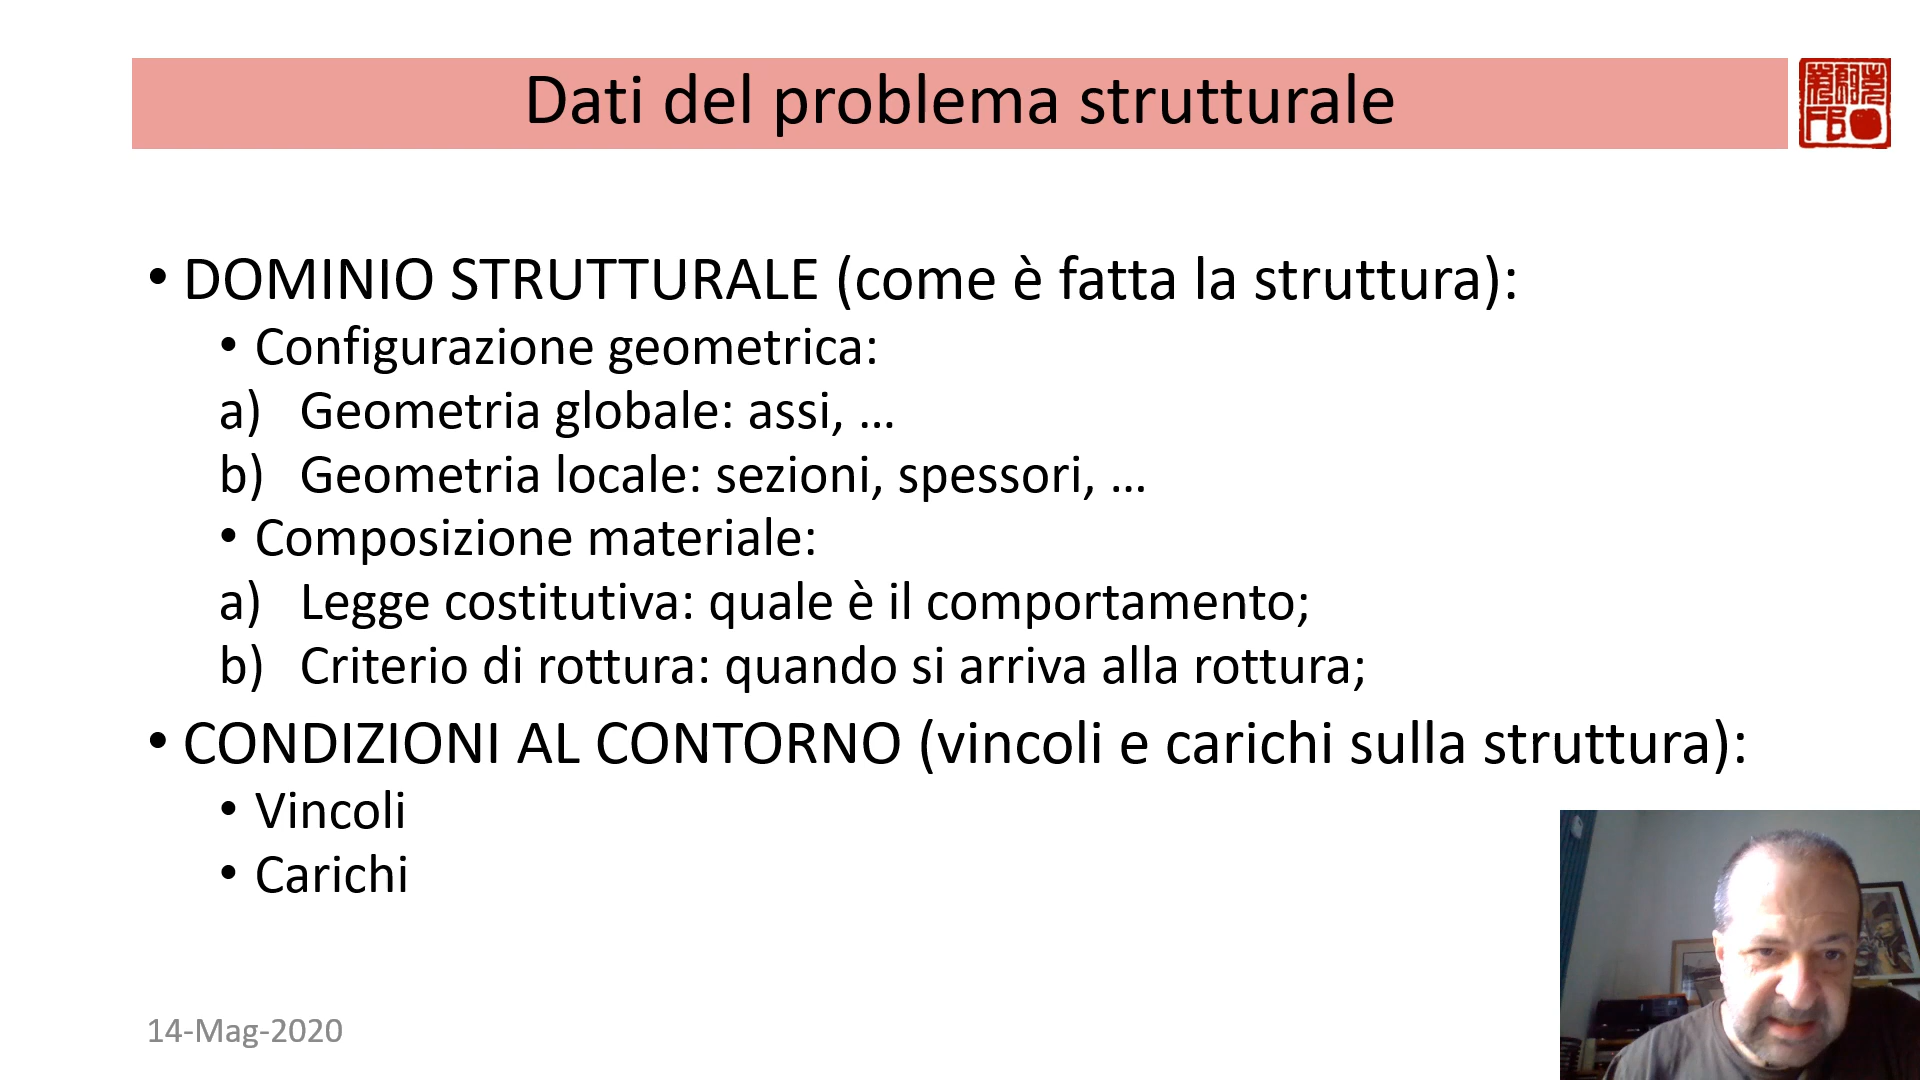 Dati del problema strutturale
FB
• DOMINIO STRUTTURALE (come è fatta la struttura):
• Configurazione geometrica:
a) Geometria globale: assi, …
b) Geometria locale: sezioni, spessori, …
• Composizione materiale:
a) Legge costitutiva: quale è il comportamento;
b) Criterio di rottura: quando si arriva alla rottura;
• CONDIZIONI AL CONTORNO (vincoli e carichi sulla struttura):
• Vincoli
• Carichi
14-Mag-2020